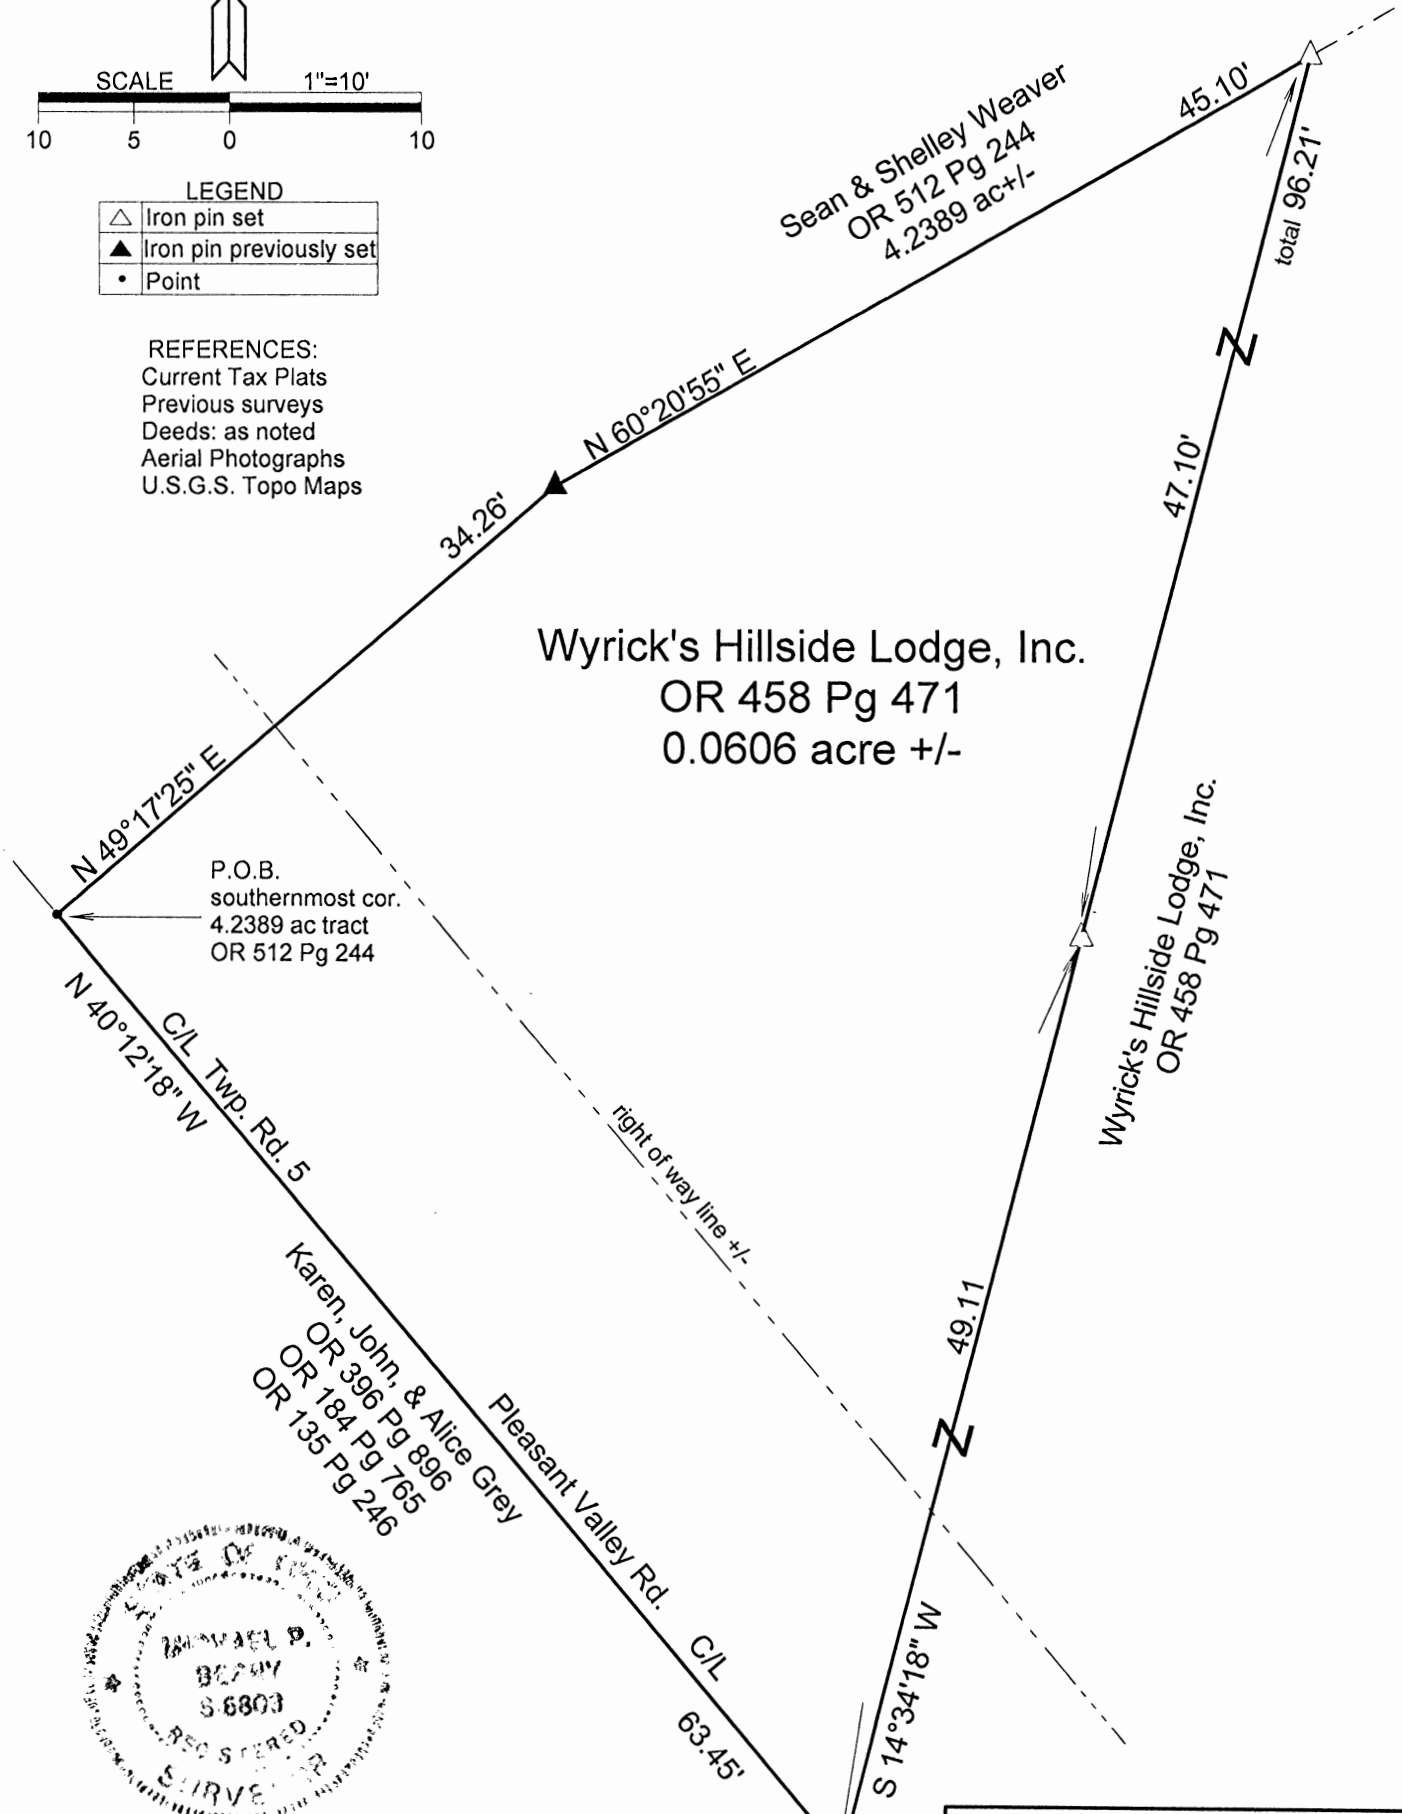 SCALE 1"=10'
10 5 0 10
LEGEND
Iron pin set
Iron pin previously set
Point
REFERENCES:
Current Tax Plats
Previous surveys
Deeds: as noted
Aerial Photographs
U.S.G.S. Topo Maps
Sean & Shelley Weaver
OR 512 Pg 244
4.2389 ac+/-
45.10'
total 96.21'
N 60°20'55" E
34.26'
47.10'
Wyrick's Hillside Lodge, Inc.
OR 458 Pg 471
0.0606 acre +/-
N 49°17'25" E
P.O.B.
southernmost cor.
4.2389 ac tract
OR 512 Pg 244
Wyrick's Hillside Lodge, Inc.
OR 458 Pg 471
N 40°12'18" W
C/L Twp. Rd. 5
right of way line +/-
49.11
Karen, John, & Alice Grey
OR 396 Pg 896
OR 184 Pg 765
OR 135 Pg 246
Pleasant Valley Rd. C/L
63.45'
S 14°34'18" W
STATE OF OHIO
MICHAEL P.
S-6803
REGISTERED
SURVEYOR